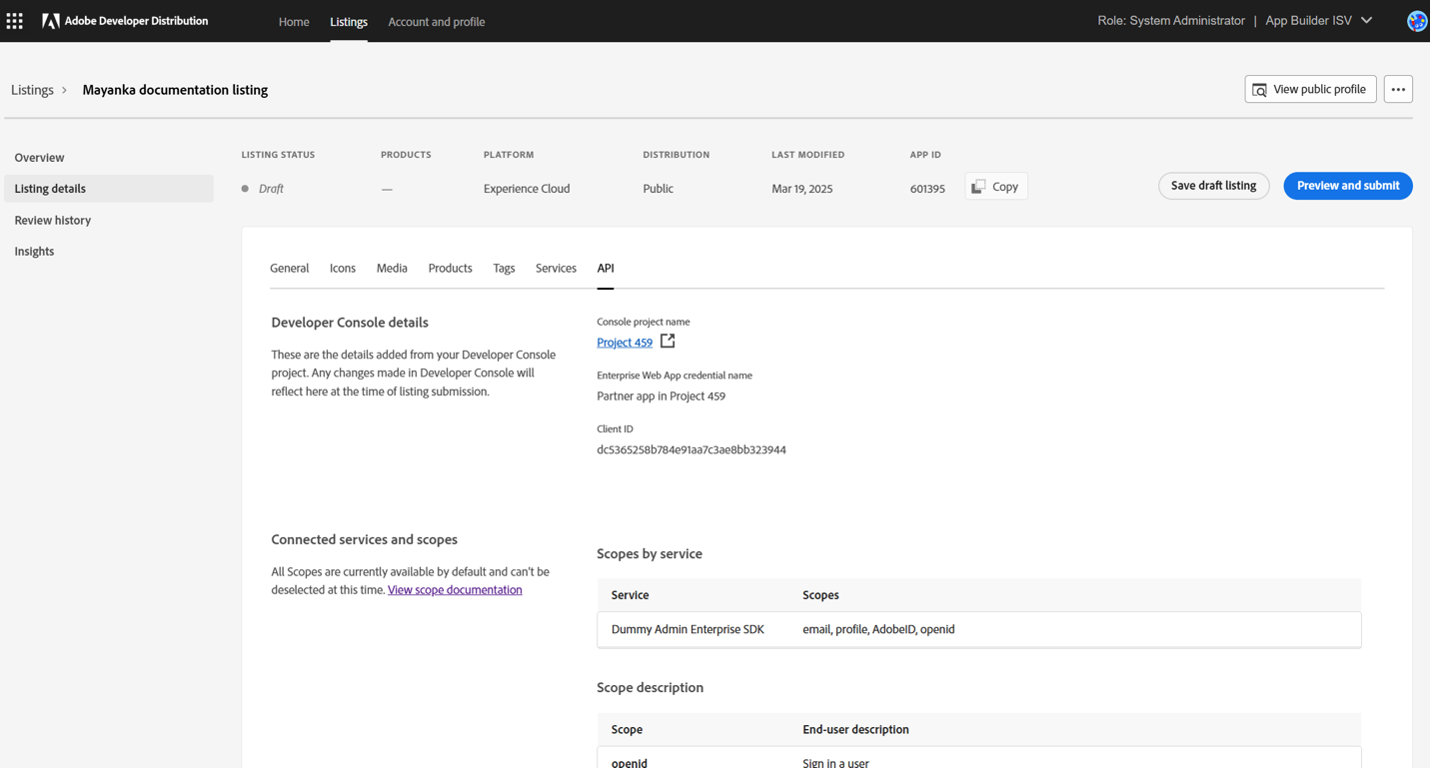 Adobe Developer Distribution
Home Listings Account and profile
Role: System Administrator | App Builder ISV
Listings > Mayanka documentation listing
View public profile
Overview
Listing details
Review history
Insights
LISTING STATUS PRODUCTS PLATFORM DISTRIBUTION LAST MODIFIED APP ID
Draft — Experience Cloud Public Mar 19, 2025 601395 Copy
Save draft listing Preview and submit
General Icons Media Products Tags Services API
Developer Console details
These are the details added from your Developer Console
project. Any changes made in Developer Console will
reflect here at the time of listing submission.
Console project name
Project 459
Enterprise Web App credential name
Partner app in Project 459
Client ID
dc5365258b784e91aa7c3ae8bb323944
Connected services and scopes
All Scopes are currently available by default and can't be
deselected at this time. View scope documentation
Scopes by service
Service Scopes
Dummy Admin Enterprise SDK email, profile, AdobeID, openid
Scope description
Scope End-user description
openid Sign in a user